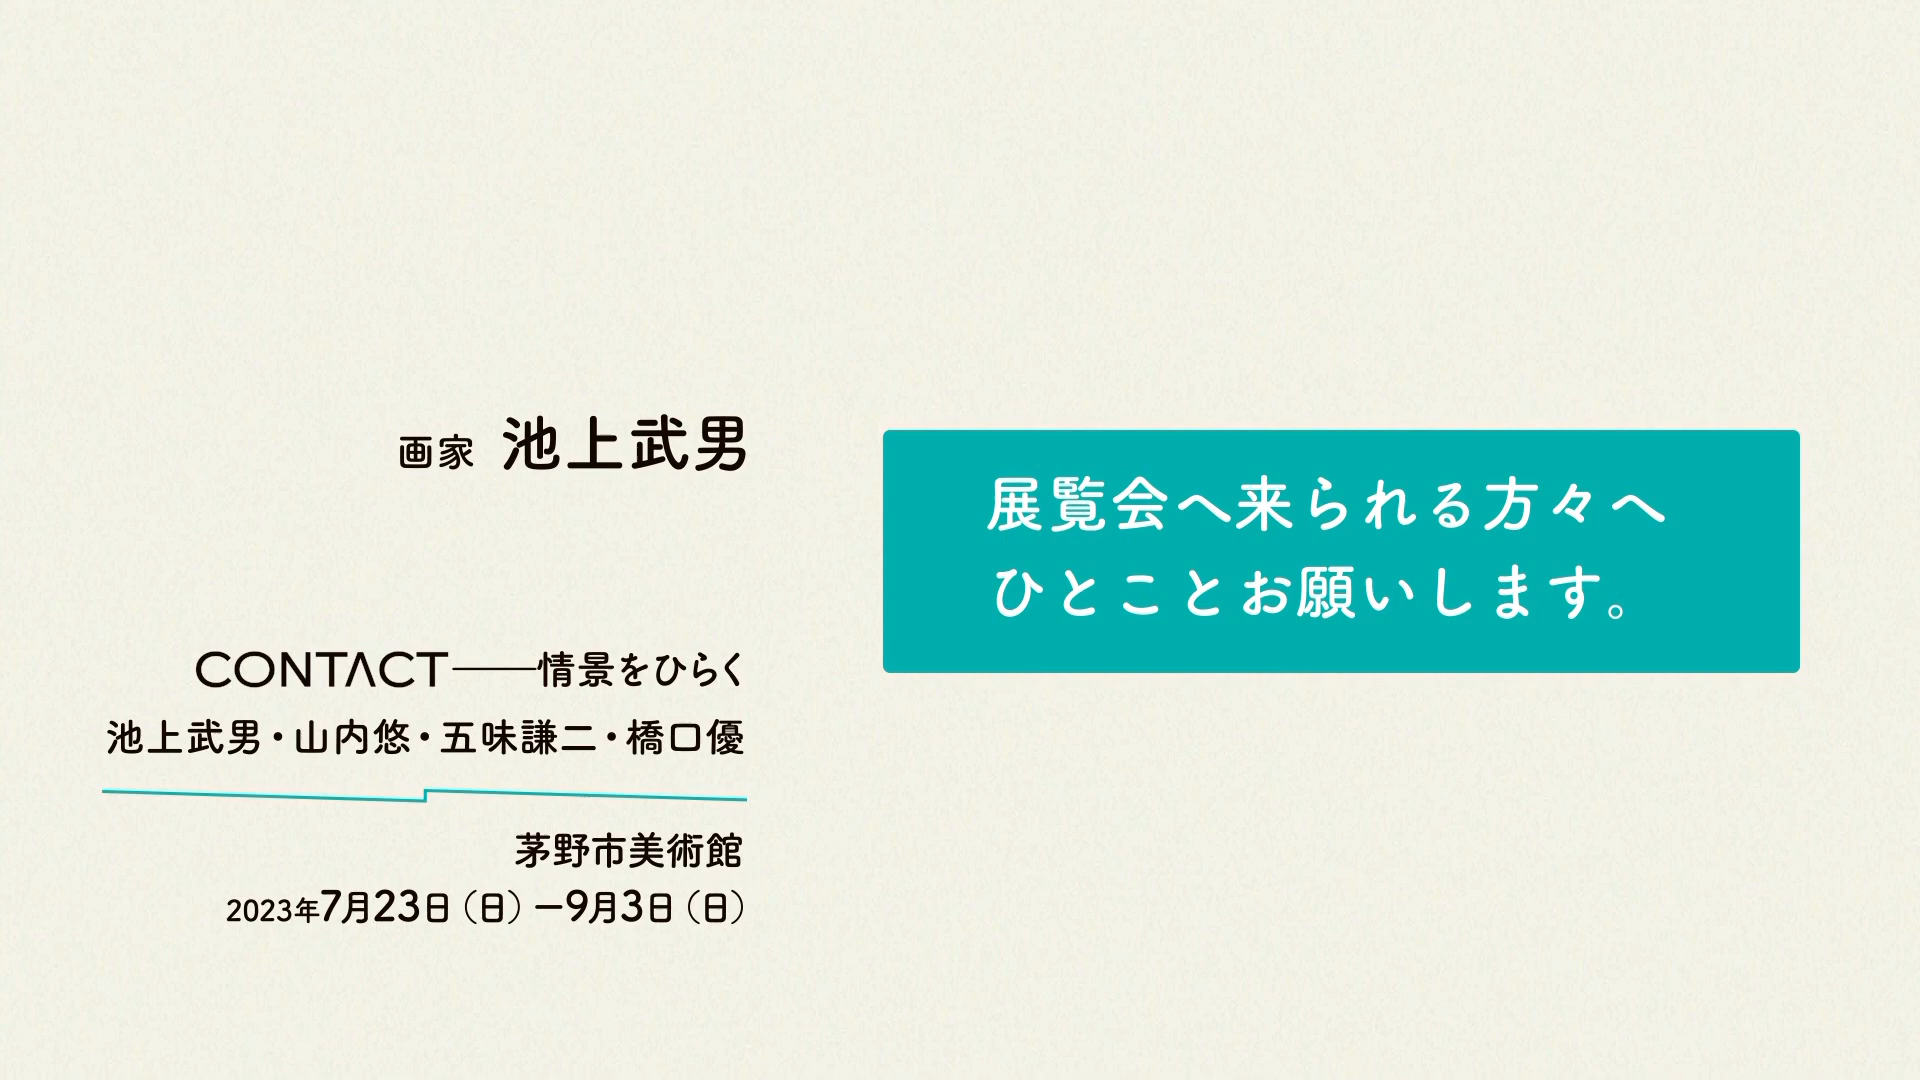 画家 池上武男
展覧会へ来られる方々へ
ひとことお願いします。
CONTACT──情景をひらく
池上武男・山内悠・五味謙二・橋口優
茅野市美術館
2023年7月23日（日）—9月3日（日）